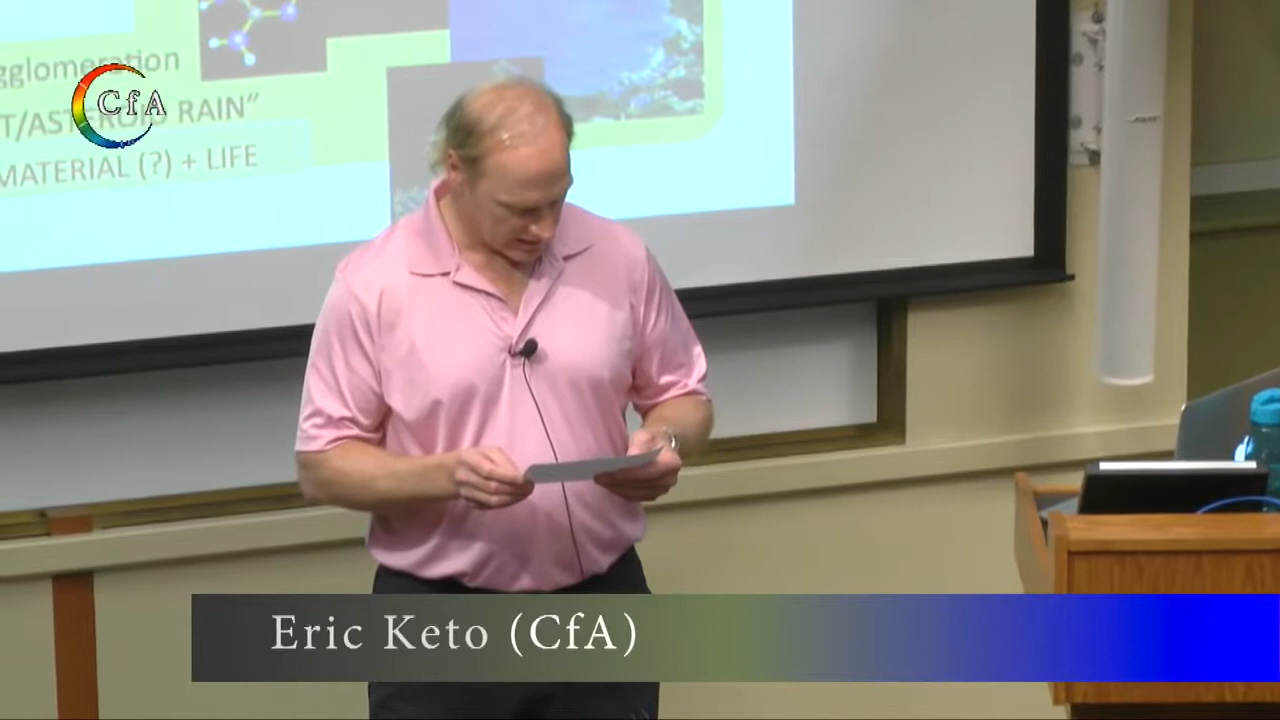 gglomeration
CfA
T/ASTEROID RAIN”
MATERIAL (?) + LIFE
Eric Keto (CfA)